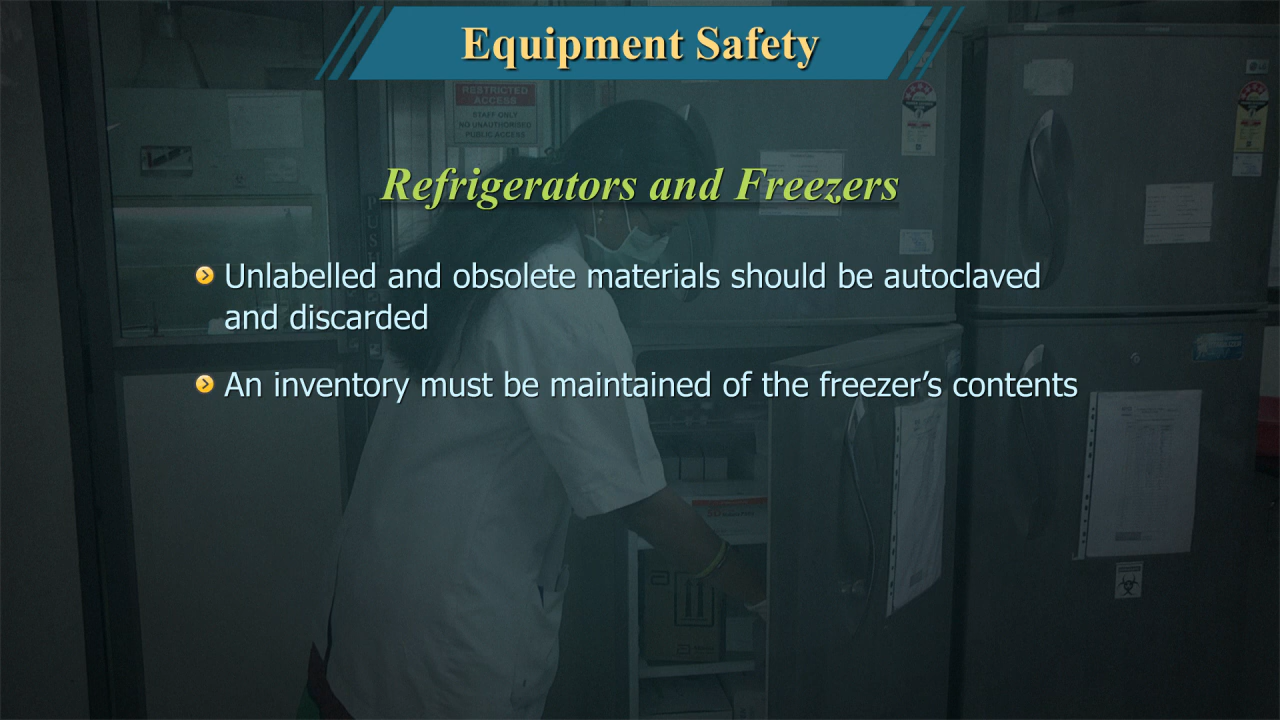 Equipment Safety
RESTRICTED
ACCESS
STAFF ONLY
NO UNAUTHORISED
PUBLIC ACCESS
Refrigerators and Freezers
Unlabelled and obsolete materials should be autoclaved
and discarded
An inventory must be maintained of the freezer’s contents